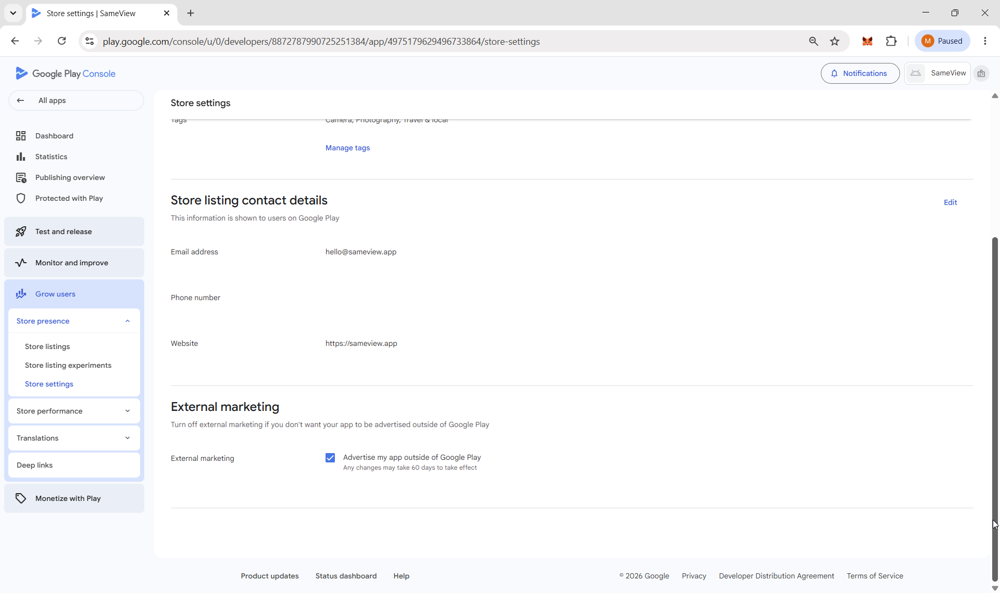 Store settings | SameView
play.google.com/console/u/0/developers/8872787990725251384/app/4975179629496733864/store-settings
M Paused
Google Play Console
Notifications
SameView
All apps
Store settings
Dashboard
Statistics
Publishing overview
Protected with Play
Test and release
Monitor and improve
Grow users
Store presence
Store listings
Store listing experiments
Store settings
Store performance
Translations
Deep links
Monetize with Play
Tags
Camera, Photography, Travel & local
Manage tags
Store listing contact details
Edit
This information is shown to users on Google Play
Email address
hello@sameview.app
Phone number
Website
https://sameview.app
External marketing
Turn off external marketing if you don't want your app to be advertised outside of Google Play
External marketing
Advertise my app outside of Google Play
Any changes may take 60 days to take effect
Product updates
Status dashboard
Help
© 2026 Google
Privacy
Developer Distribution Agreement
Terms of Service